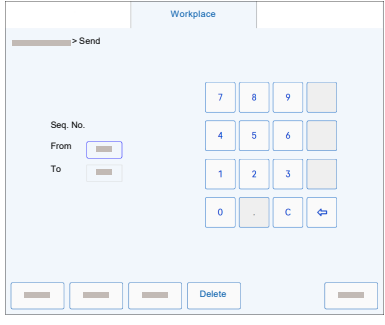 Workplace
> Send
7 8 9
Seq. No.
4 5 6
From
To
1 2 3
0 . C ⇦
Delete